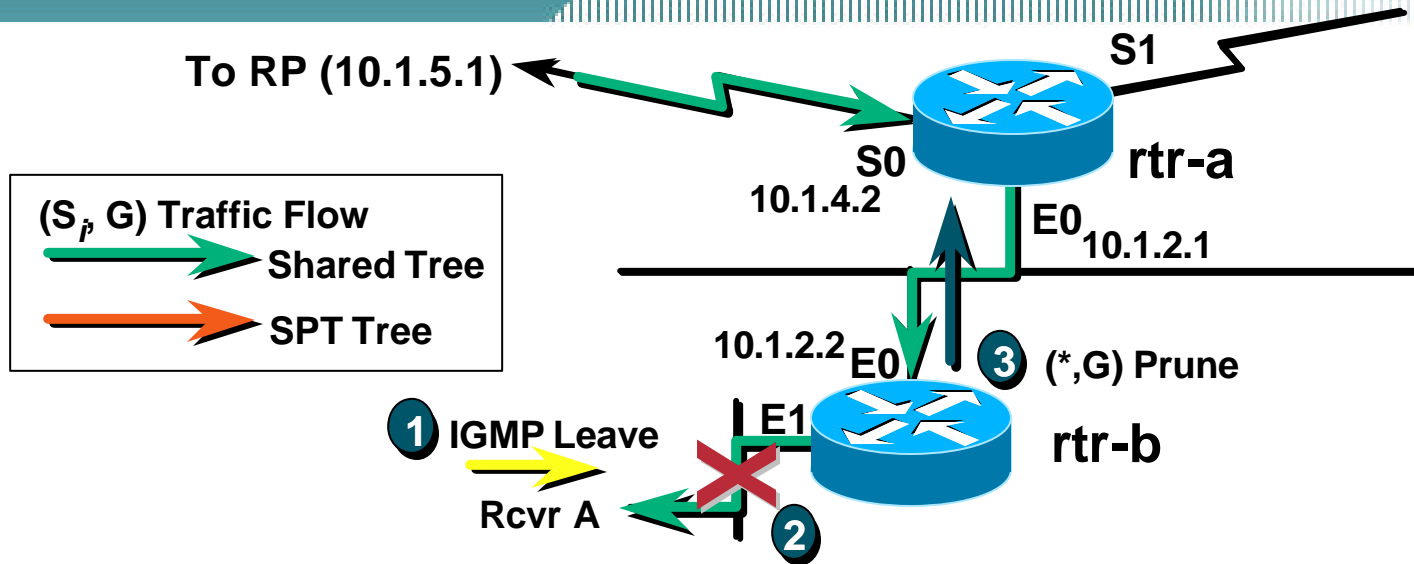 S1
To RP (10.1.5.1)
S0
rtr-a
10.1.4.2
(Si, G) Traffic Flow
Shared Tree
SPT Tree
E0
10.1.2.1
10.1.2.2
E0
3 (*,G) Prune
1 IGMP Leave
E1
rtr-b
Rcvr A
2